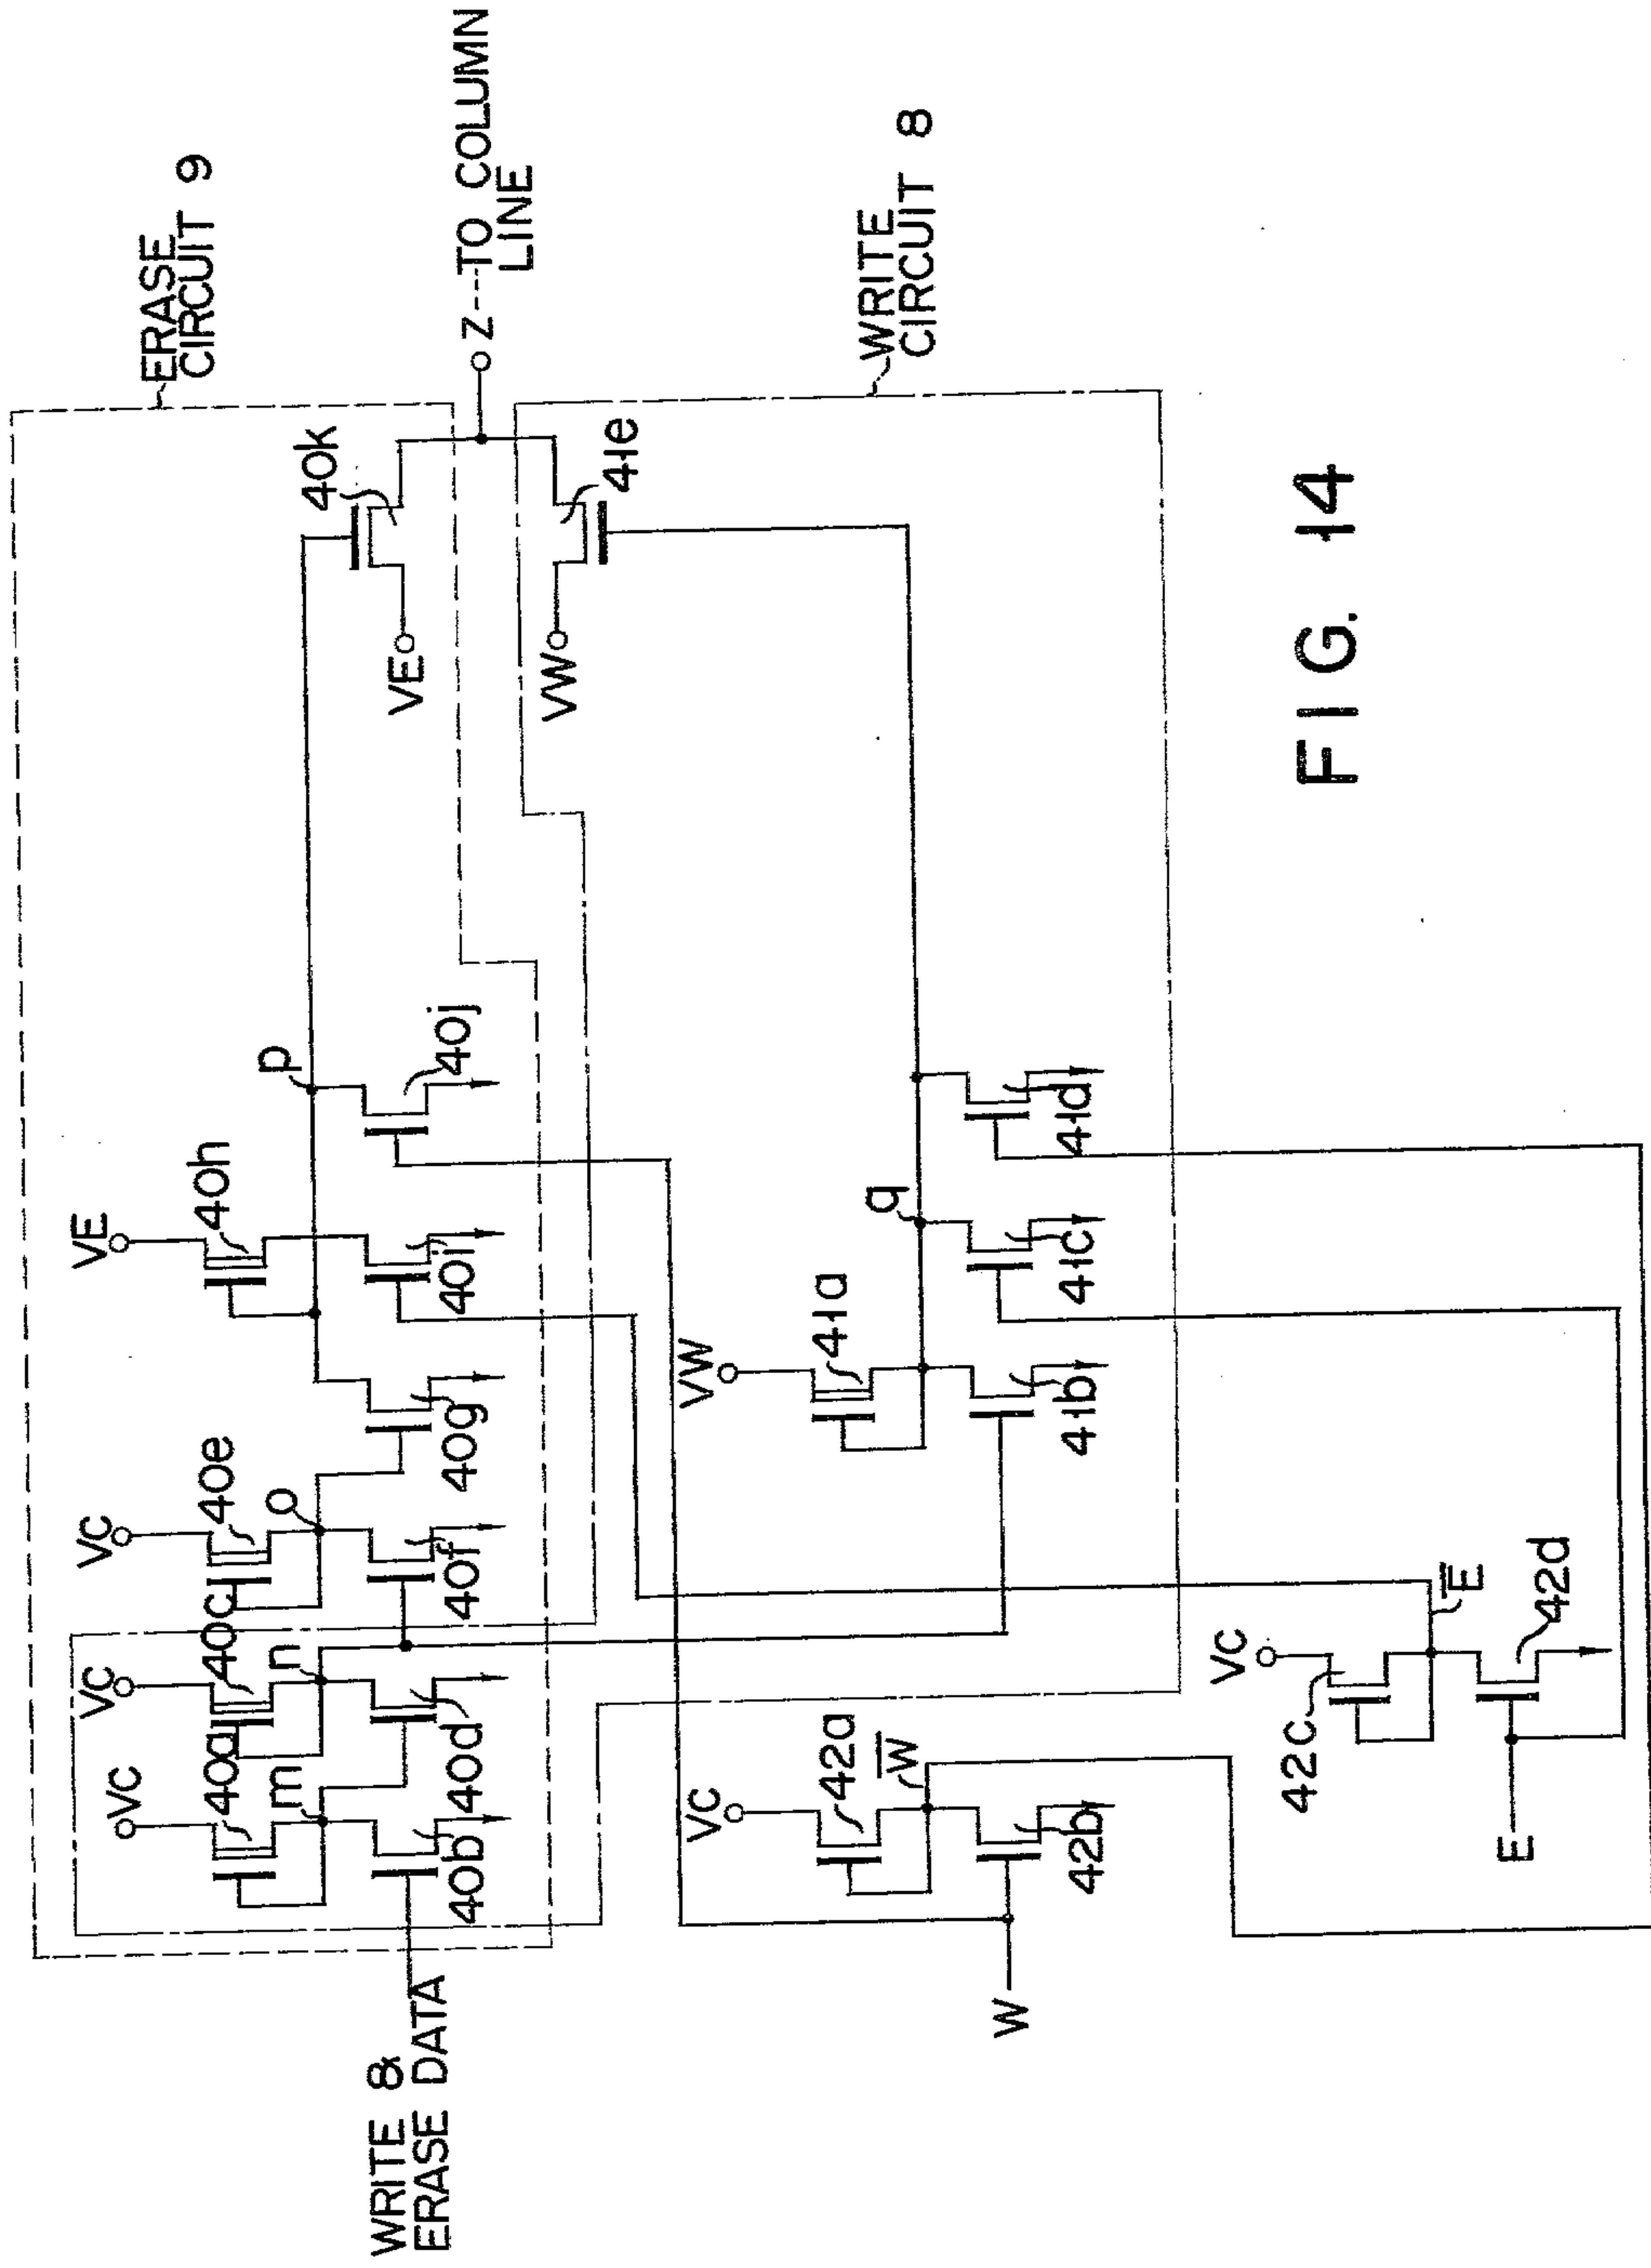 ERASE
CIRCUIT 9
VE
VC
VC
VC
40h
40e
40c
40a
p
o
n
m
40k
40j
40i
40g
40f
40d
40b
VE
Z----TO COLUMN
LINE
WRITE &
ERASE DATA
VW
41e
WRITE
CIRCUIT 8
VW
41a
q
41d
41c
41b
VC
42a
W
42b
W
VC
42c
E
42d
E
FIG. 14